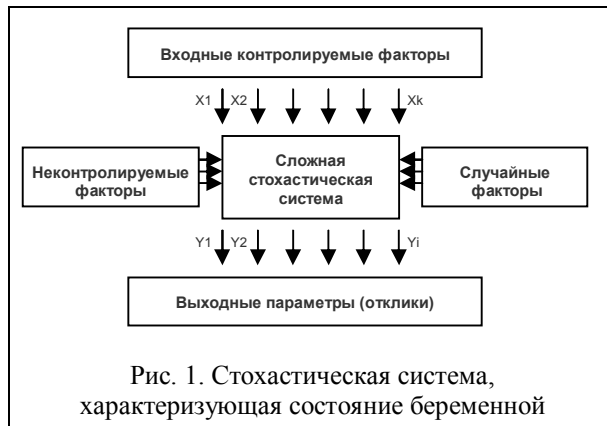 Входные контролируемые факторы
X1 X2 Xk
Неконтролируемые
факторы
Сложная
стохастическая
система
Случайные
факторы
Y1 Y2 Yi
Выходные параметры (отклики)
Рис. 1. Стохастическая система,
характеризующая состояние беременной